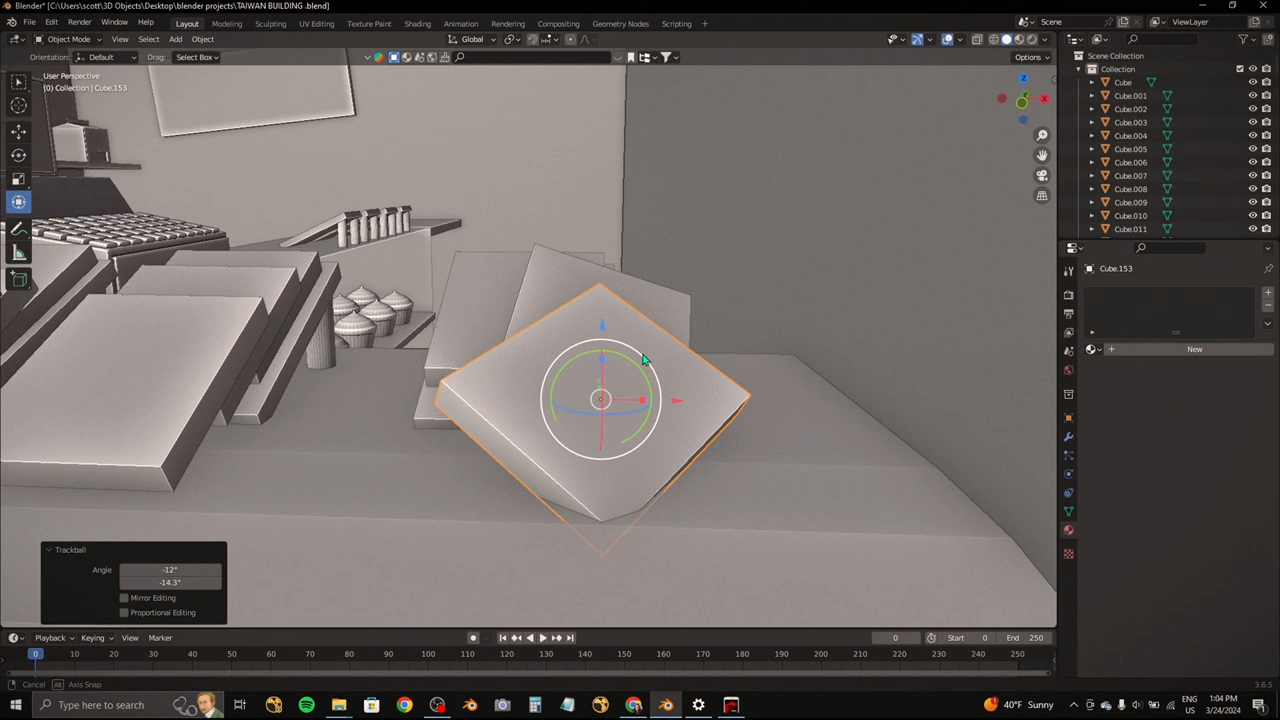 Blender* [C:\Users\scott\3D Objects\Desktop\blender projects\TAIWAN BUILDING .blend]
File Edit Render Window Help Layout Modeling Sculpting UV Editing Texture Paint Shading Animation Rendering Compositing Geometry Nodes Scripting + Scene ViewLayer
Object Mode View Select Add Object Global
Orientation: Default Drag: Select Box Options
User Perspective
(0) Collection | Cube.153
Z
X
Scene Collection
Collection
Cube
Cube.001
Cube.002
Cube.003
Cube.004
Cube.005
Cube.006
Cube.007
Cube.008
Cube.009
Cube.010
Cube.011
Cube.153
+ New
Trackball
Angle -12°
-14.3°
Mirror Editing
Proportional Editing
Playback Keying View Marker 0 Start 0 End 250
0 10 20 30 40 50 60 70 80 90 100 110 120 130 140 150 160 170 180 190 200 210 220 230 240 250
Cancel Alt Axis Snap 3.6.5
Type here to search 40°F Sunny ENG US 1:04 PM 3/24/2024